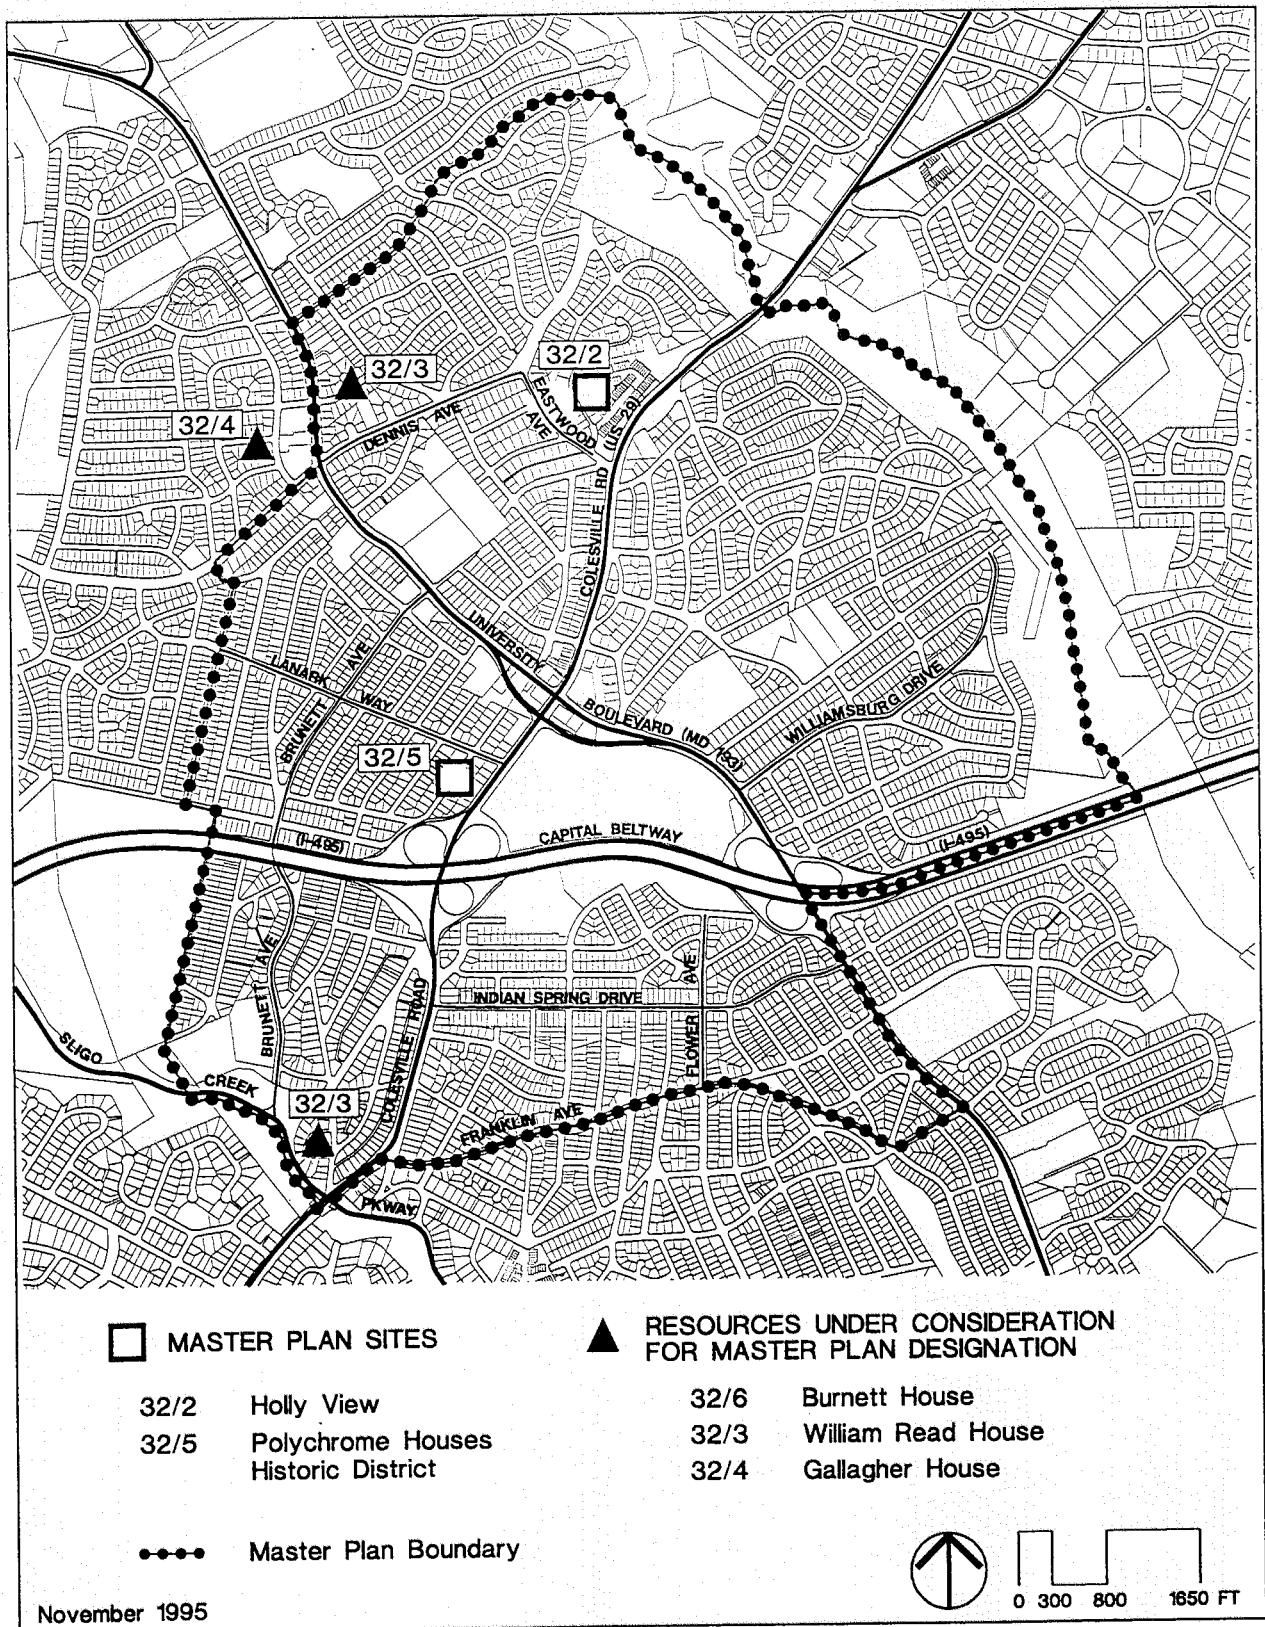 32/3
32/2
32/4
DENNIS AVE
EASTWOOD
AVE
COLESVILLE RD (US 29)
UNIVERSITY
BOULEVARD (MD 193)
LANARK WAY
BRUNETT AVE
WILLIAMSBURG DRIVE
32/5
CAPITAL BELTWAY
(I-495)
(I-495)
BRUNETT AVE
COLESVILLE ROAD
INDIAN SPRING DRIVE
FLOWER AVE
SLIGO
CREEK
PKWAY
32/3
FRANKLIN AVE
MASTER PLAN SITES
32/2 Holly View
32/5 Polychrome Houses
Historic District
Master Plan Boundary
RESOURCES UNDER CONSIDERATION
FOR MASTER PLAN DESIGNATION
32/6 Burnett House
32/3 William Read House
32/4 Gallagher House
0 300 800 1650 FT
November 1995